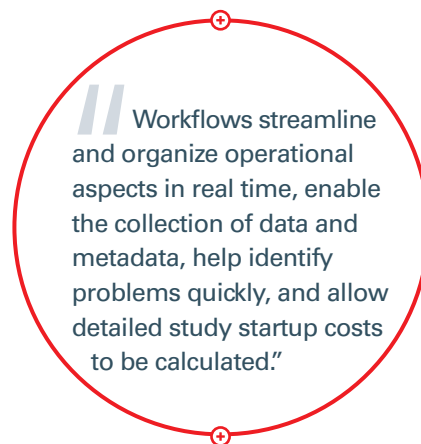 "Workflows streamline
and organize operational
aspects in real time, enable
the collection of data and
metadata, help identify
problems quickly, and allow
detailed study startup costs
to be calculated."